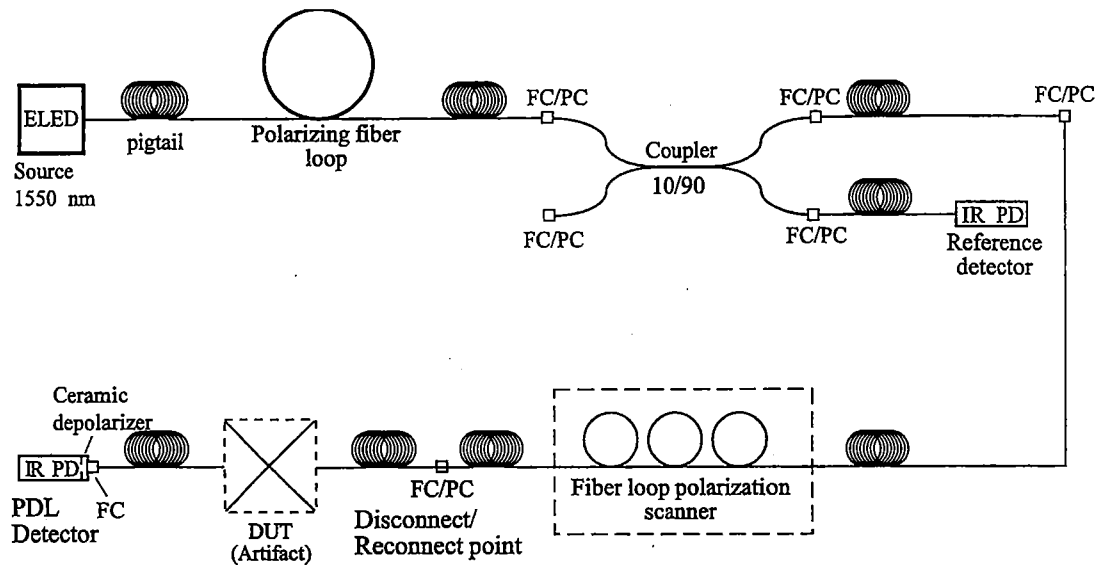 ELED
Source
1550 nm
pigtail
Polarizing fiber
loop
FC/PC
FC/PC
Coupler
10/90
FC/PC
FC/PC
FC/PC
IR PD
Reference
detector
Ceramic
depolarizer
IR PD
FC
PDL
Detector
DUT
(Artifact)
FC/PC
Disconnect/
Reconnect point
Fiber loop polarization
scanner